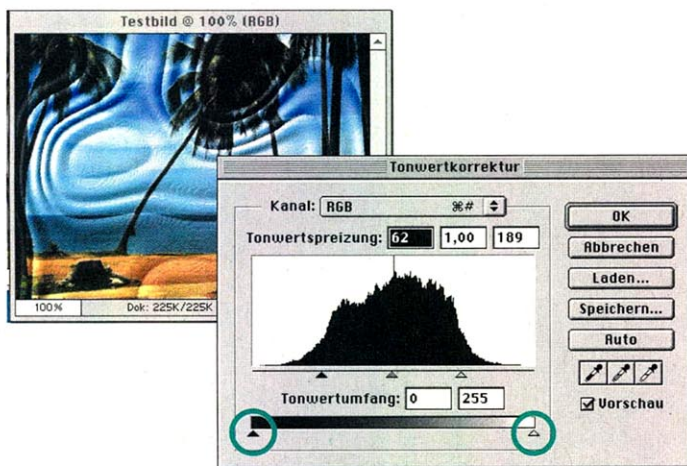 Testbild @ 100% (RGB)
100%
Dok: 225K/225K
Tonwertkorrektur
Kanal: RGB ⌘#
Tonwertspreizung: 62 1,00 189
Tonwertumfang: 0 255
OK
Abbrechen
Laden...
Speichern...
Auto
Vorschau